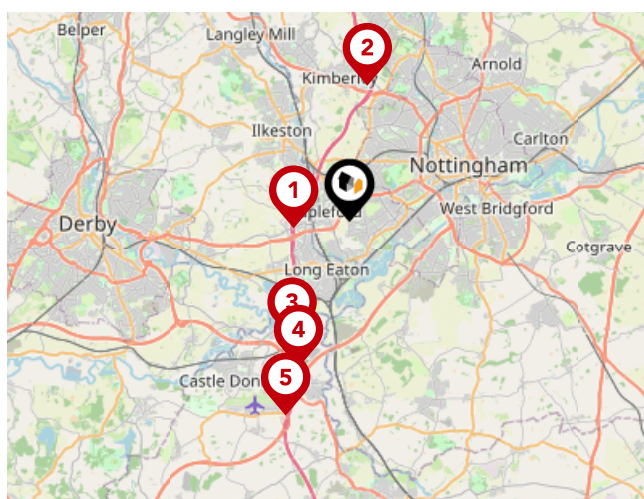 Belper
Langley Mill
2
Kimberley
Arnold
Ilkeston
Carlton
Nottingham
1
Derby
West Bridgford
Cotgrave
Long Eaton
3
4
Castle Don
5